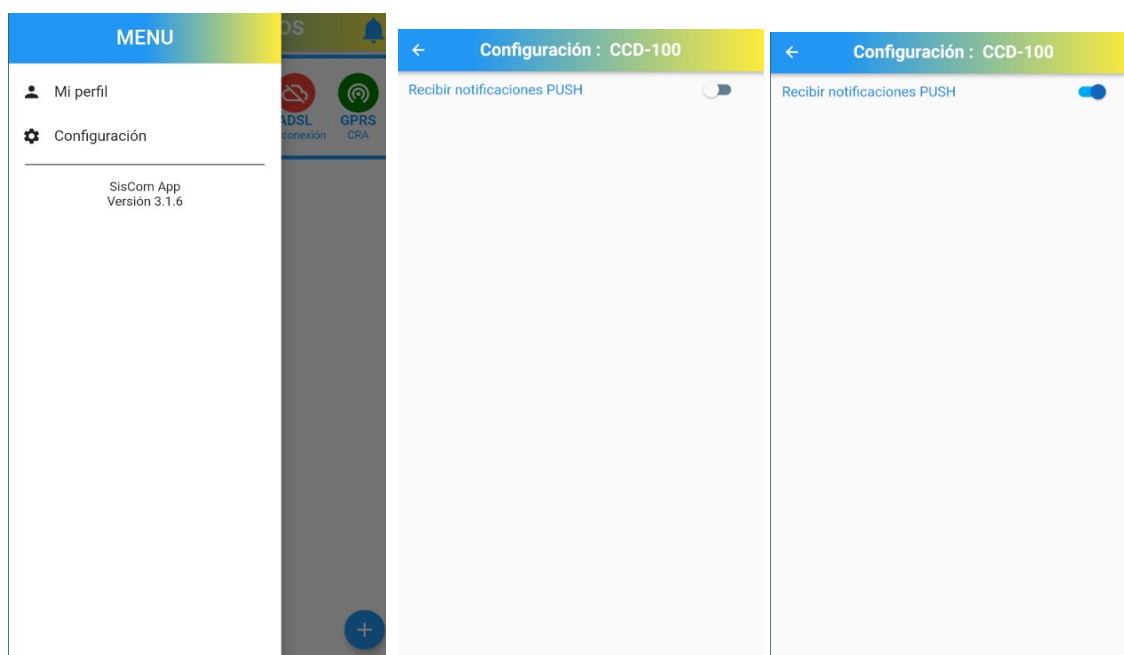 MENU
OS
Mi perfil
Configuración
SisCom App
Versión 3.1.6
ADSL
GPRS
conexión
CRA
Configuración : CCD-100
Recibir notificaciones PUSH
Configuración : CCD-100
Recibir notificaciones PUSH